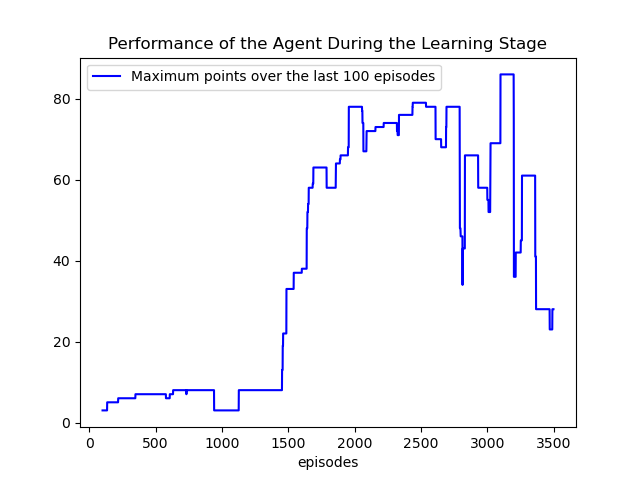 Performance of the Agent During the Learning Stage
Maximum points over the last 100 episodes
80
60
40
20
0
0 500 1000 1500 2000 2500 3000 3500
episodes